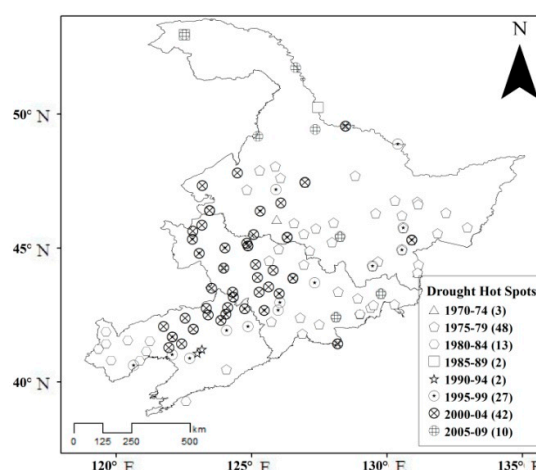 N
50° N
45° N
40° N
Drought Hot Spots
1970-74 (3)
1975-79 (48)
1980-84 (13)
1985-89 (2)
1990-94 (2)
1995-99 (27)
2000-04 (42)
2005-09 (10)
0 125 250 500
km
120° N 125° N 130° N 135° N